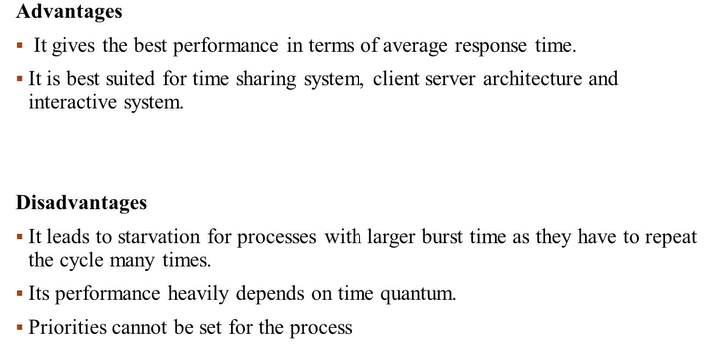 Advantages
▪ It gives the best performance in terms of average response time.
▪ It is best suited for time sharing system, client server architecture and
interactive system.
Disadvantages
▪ It leads to starvation for processes with larger burst time as they have to repeat
the cycle many times.
▪ Its performance heavily depends on time quantum.
▪ Priorities cannot be set for the process